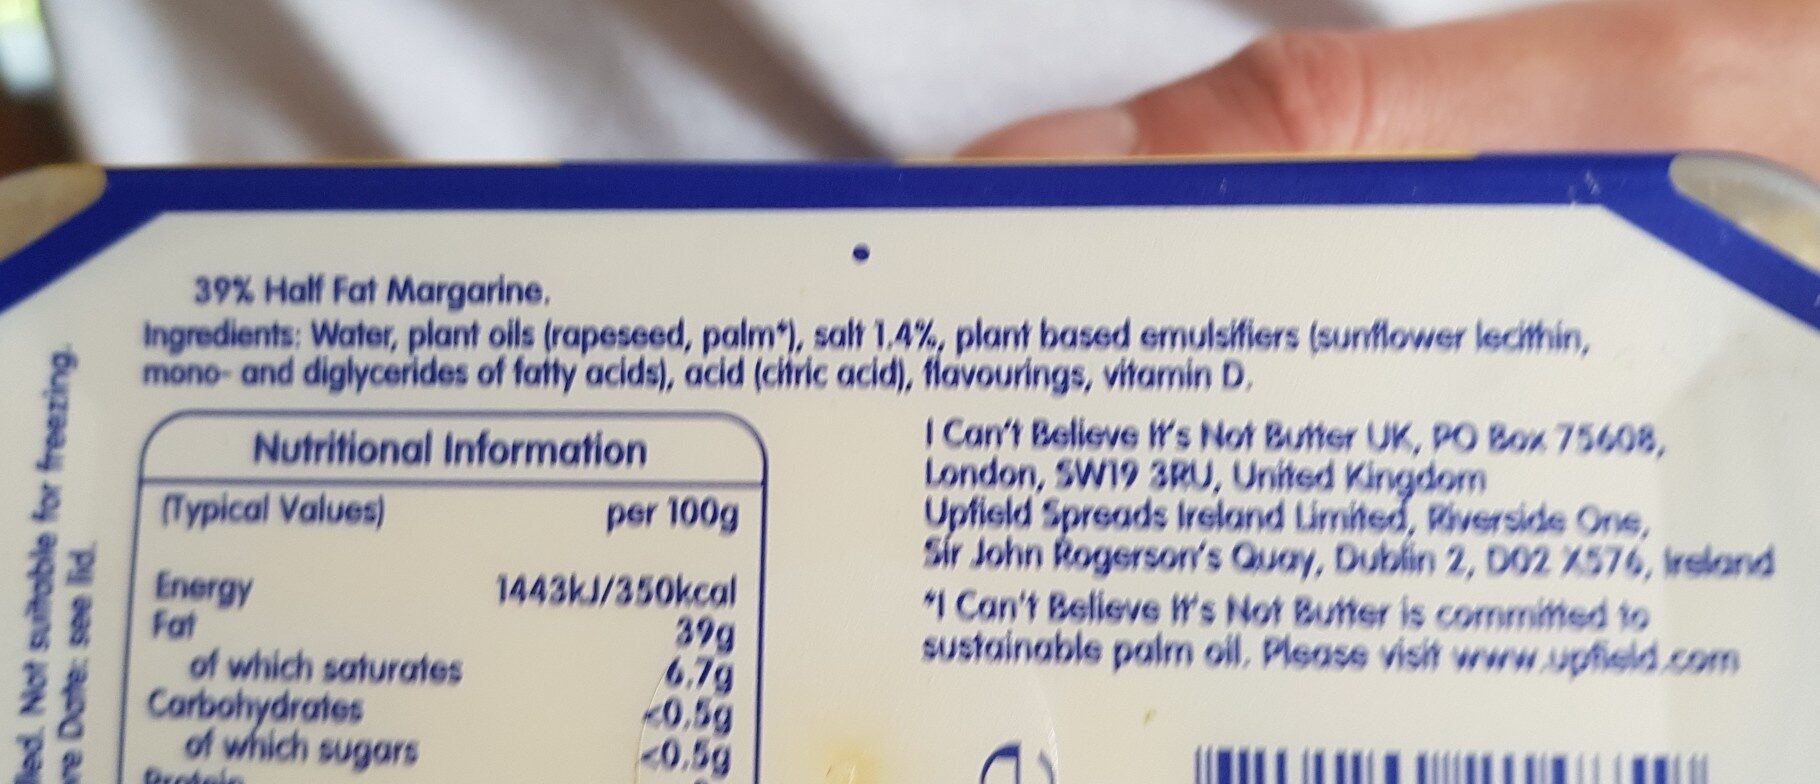 39% Half Fat Margarine.
Ingredients: Water, plant oils (rapeseed, palm*), salt 1.4%, plant based emulsifiers (sunflower lecithin,
mono- and diglycerides of fatty acids), acid (citric acid), flavourings, vitamin D.
Nutritional Information
(Typical Values) per 100g
Energy 1443kJ/350kcal
Fat 39g
of which saturates 6.7g
Carbohydrates <0.5g
of which sugars <0.5g
Protein
I Can't Believe It's Not Butter UK, PO Box 75608,
London, SW19 3RU, United Kingdom
Upfield Spreads Ireland Limited, Riverside One,
Sir John Rogerson's Quay, Dublin 2, D02 X576, Ireland
*I Can't Believe It's Not Butter is committed to
sustainable palm oil. Please visit www.upfield.com
Not suitable for freezing.
Date: see lid.